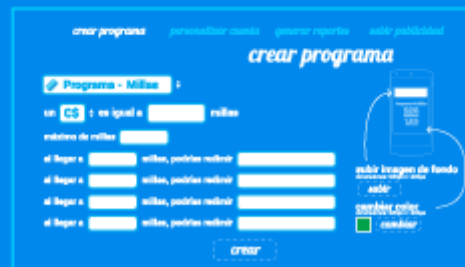 crear programa personalizar cuenta generar reportes subir publicidad
crear programa
Programa - Millas
un C$ es igual a millas
máximo de millas
al llegar a millas, podrías redimir
al llegar a millas, podrías redimir
al llegar a millas, podrías redimir
al llegar a millas, podrías redimir
subir imagen de fondo
subir
cambiar color
cambiar
crear